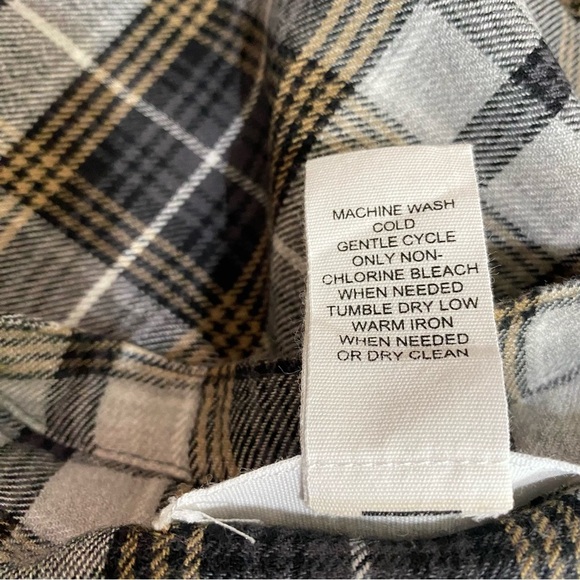 MACHINE WASH
COLD
GENTLE CYCLE
ONLY NON-
CHLORINE BLEACH
WHEN NEEDED
TUMBLE DRY LOW
WARM IRON
WHEN NEEDED
OR DRY CLEAN